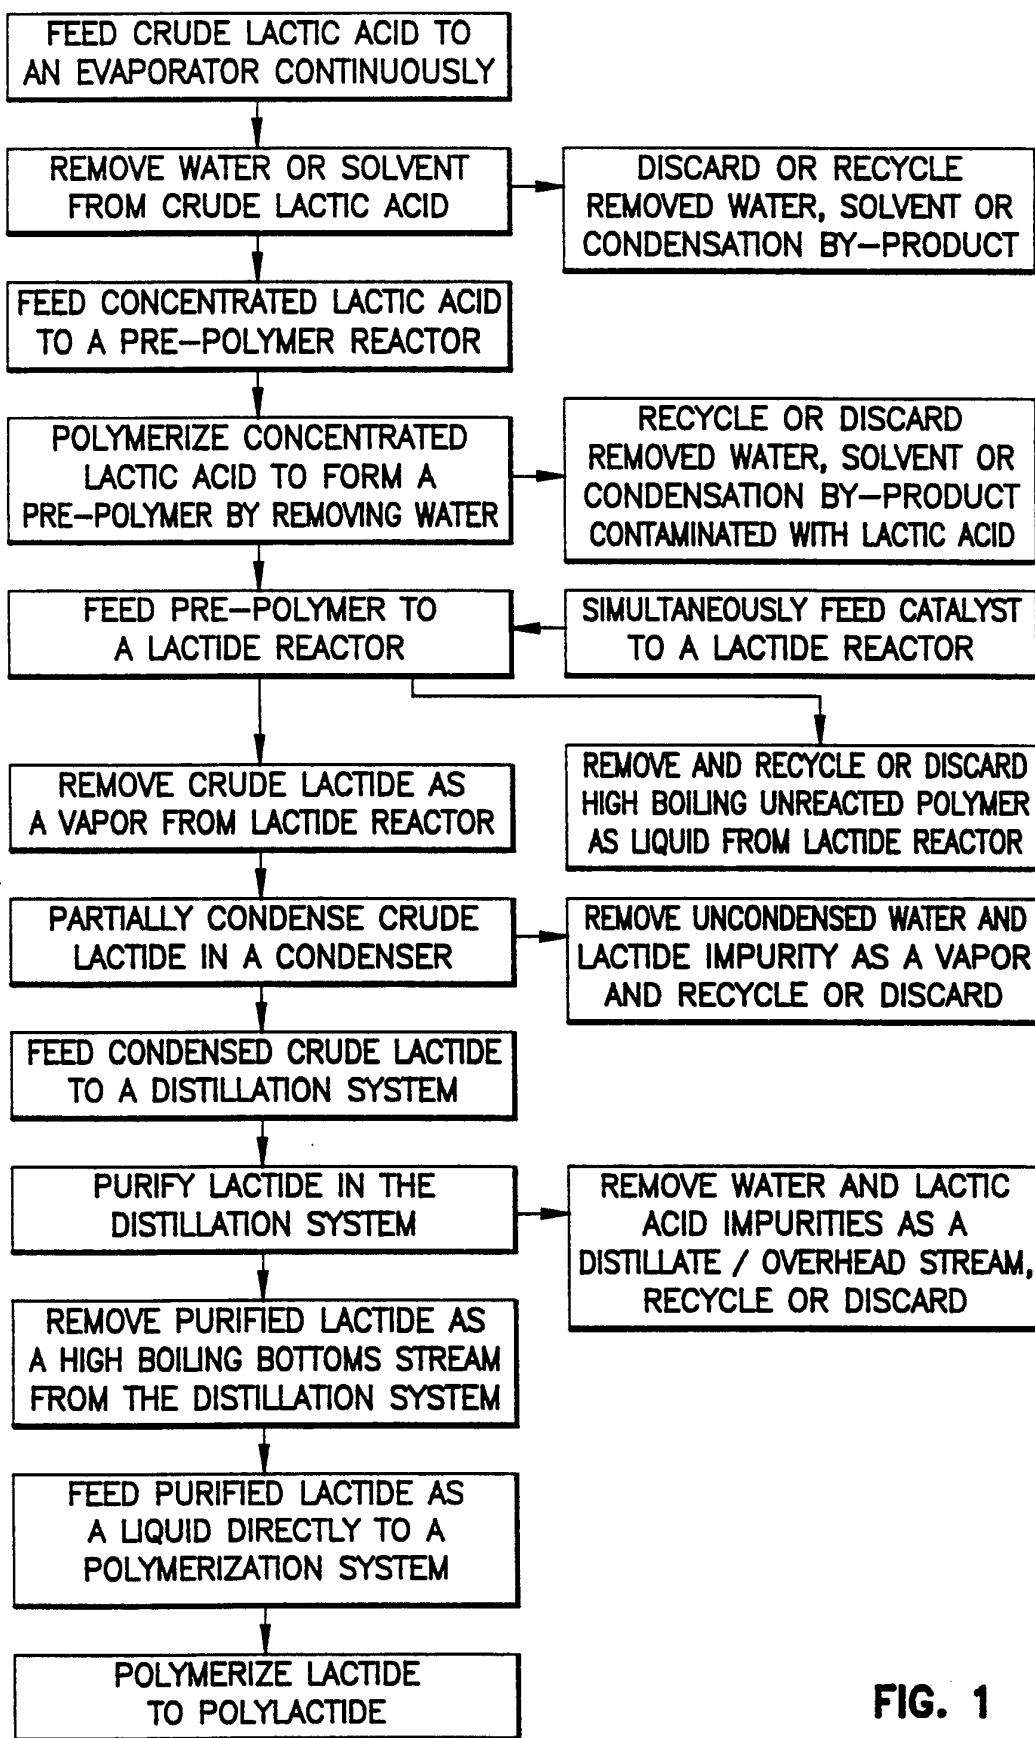 FEED CRUDE LACTIC ACID TO
AN EVAPORATOR CONTINUOUSLY
REMOVE WATER OR SOLVENT
FROM CRUDE LACTIC ACID
DISCARD OR RECYCLE
REMOVED WATER, SOLVENT OR
CONDENSATION BY-PRODUCT
FEED CONCENTRATED LACTIC ACID
TO A PRE-POLYMER REACTOR
POLYMERIZE CONCENTRATED
LACTIC ACID TO FORM A
PRE-POLYMER BY REMOVING WATER
RECYCLE OR DISCARD
REMOVED WATER, SOLVENT OR
CONDENSATION BY-PRODUCT
CONTAMINATED WITH LACTIC ACID
FEED PRE-POLYMER TO
A LACTIDE REACTOR
SIMULTANEOUSLY FEED CATALYST
TO A LACTIDE REACTOR
REMOVE CRUDE LACTIDE AS
A VAPOR FROM LACTIDE REACTOR
REMOVE AND RECYCLE OR DISCARD
HIGH BOILING UNREACTED POLYMER
AS LIQUID FROM LACTIDE REACTOR
PARTIALLY CONDENSE CRUDE
LACTIDE IN A CONDENSER
REMOVE UNCONDENSED WATER AND
LACTIDE IMPURITY AS A VAPOR
AND RECYCLE OR DISCARD
FEED CONDENSED CRUDE LACTIDE
TO A DISTILLATION SYSTEM
PURIFY LACTIDE IN THE
DISTILLATION SYSTEM
REMOVE WATER AND LACTIC
ACID IMPURITIES AS A
DISTILLATE / OVERHEAD STREAM,
RECYCLE OR DISCARD
REMOVE PURIFIED LACTIDE AS
A HIGH BOILING BOTTOMS STREAM
FROM THE DISTILLATION SYSTEM
FEED PURIFIED LACTIDE AS
A LIQUID DIRECTLY TO A
POLYMERIZATION SYSTEM
POLYMERIZE LACTIDE
TO POLYLACTIDE
FIG. 1